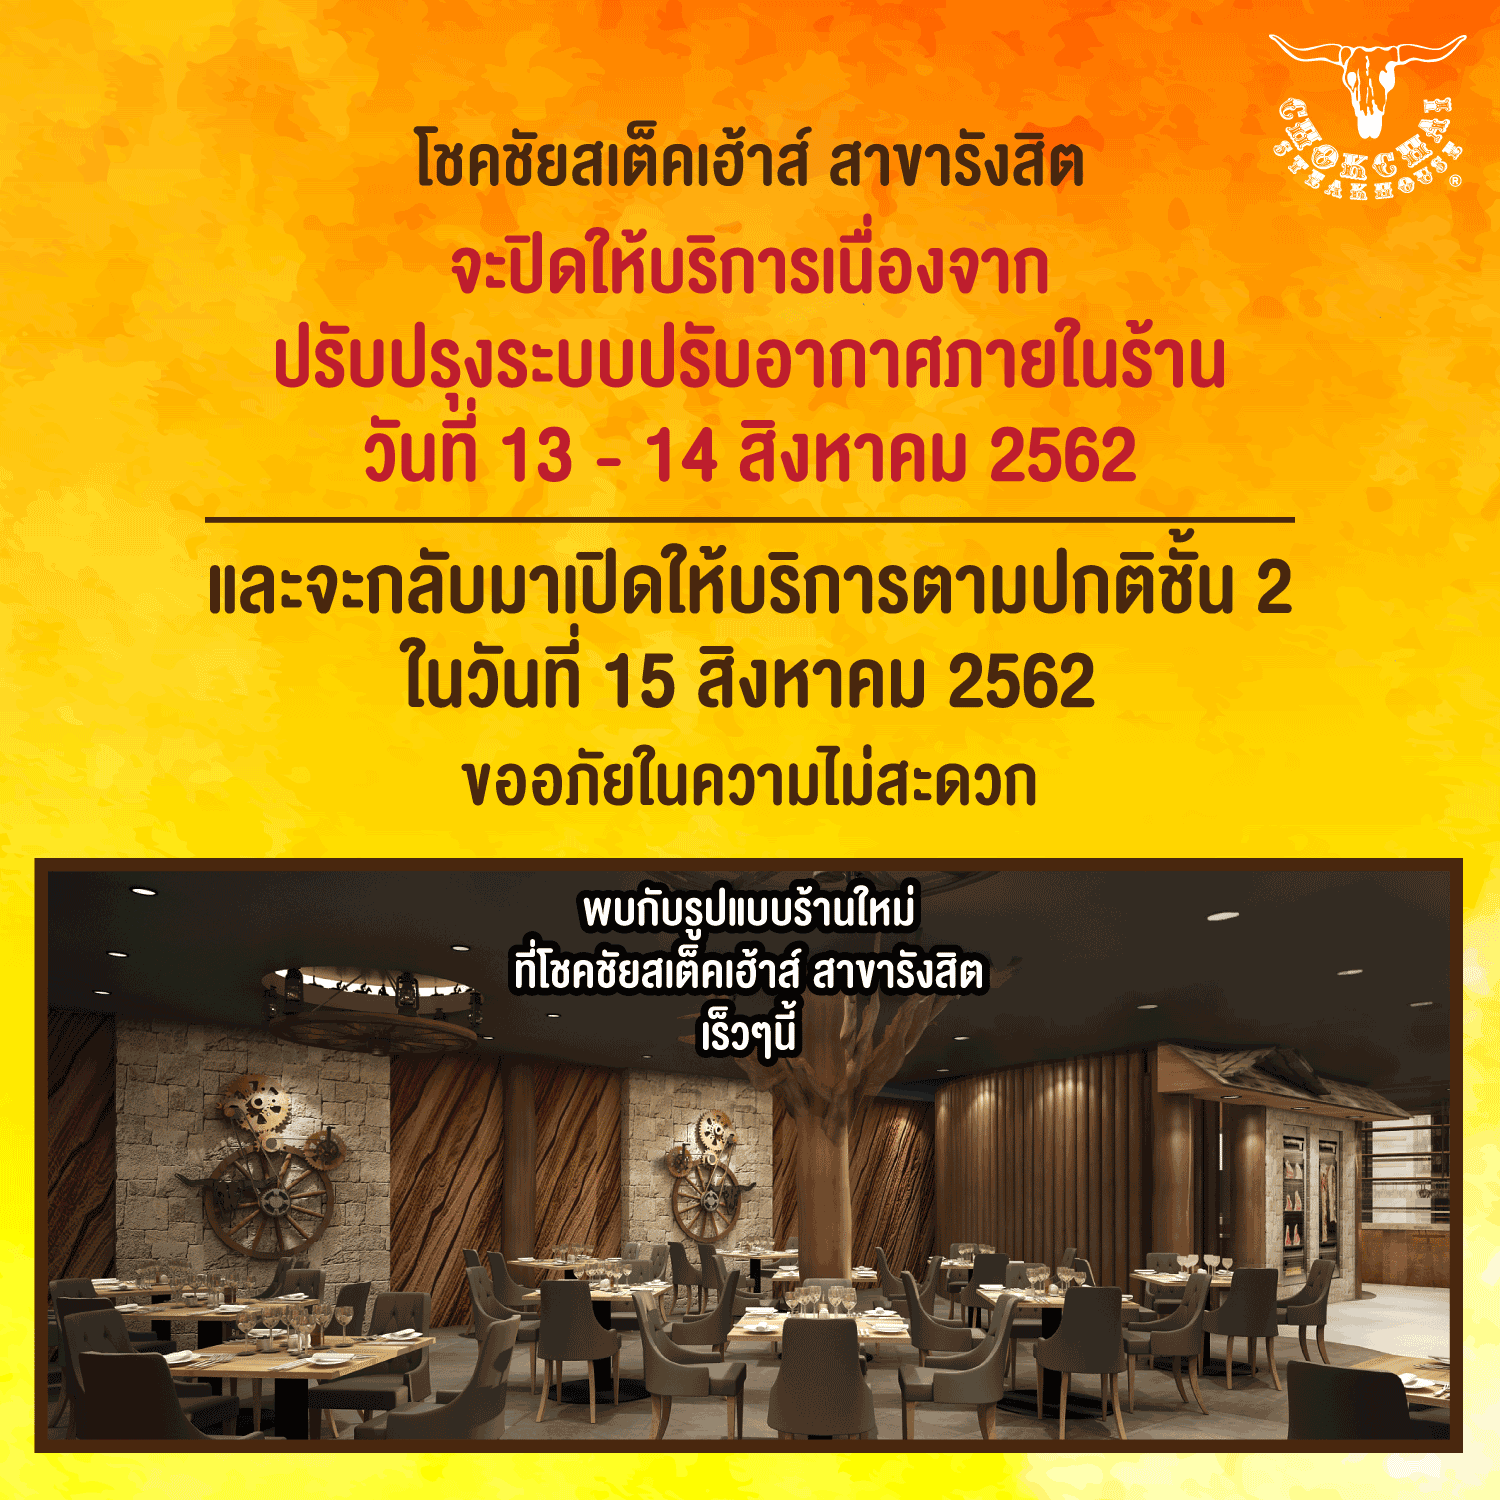 CHOKCHAI
STEAKHOUSE ®
โชคชัยสเต็คเฮ้าส์ สาขารังสิต
จะปิดให้บริการเนื่องจาก
ปรับปรุงระบบปรับอากาศภายในร้าน
วันที่ 13 - 14 สิงหาคม 2562
และจะกลับมาเปิดให้บริการตามปกติชั้น 2
ในวันที่ 15 สิงหาคม 2562
ขออภัยในความไม่สะดวก
พบกับรูปแบบร้านใหม่
ที่โชคชัยสเต็คเฮ้าส์ สาขารังสิต
เร็วๆนี้